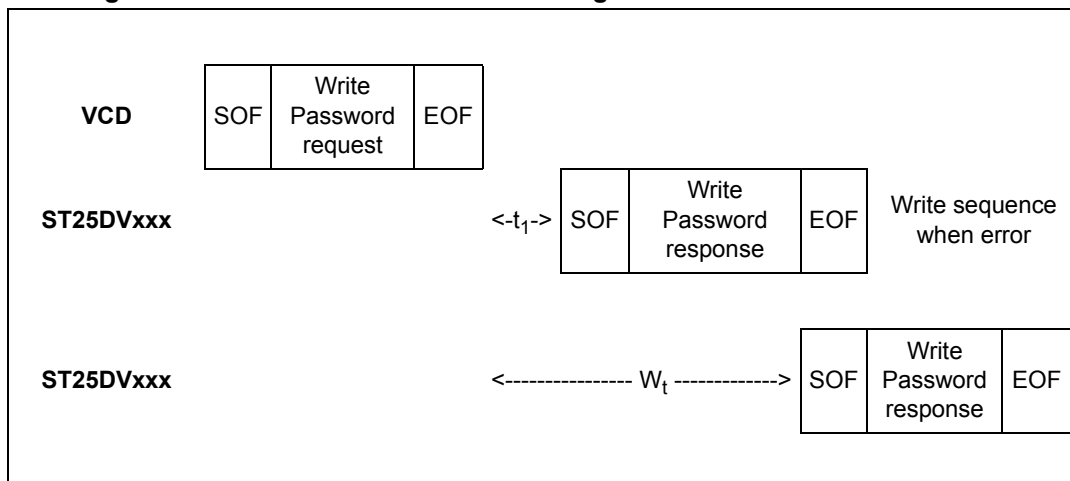 VCD
SOF
Write
Password
request
EOF
ST25DVxxx
<-t1->
SOF
Write
Password
response
EOF
Write sequence
when error
ST25DVxxx
<---------------- Wt ------------->
SOF
Write
Password
response
EOF